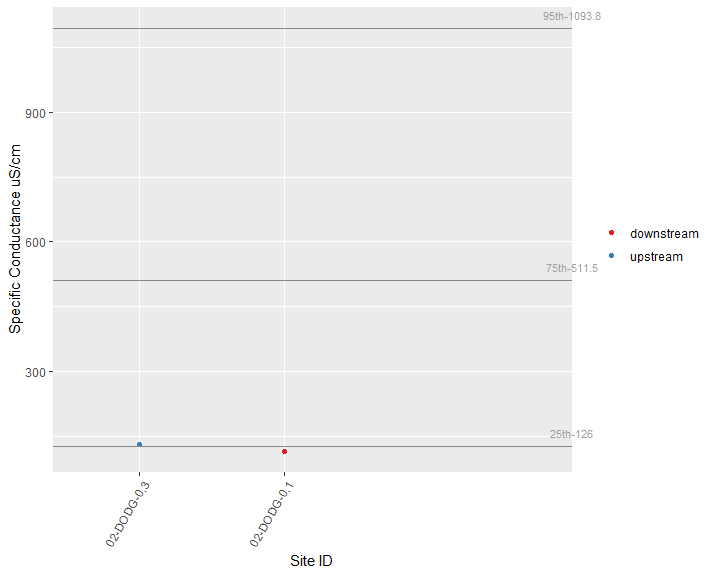 95th-1093.8
900
600
300
Specific Conductance uS/cm
75th-511.5
25th-126
downstream
upstream
02-DODG-0.3
02-DODG-0.1
Site ID